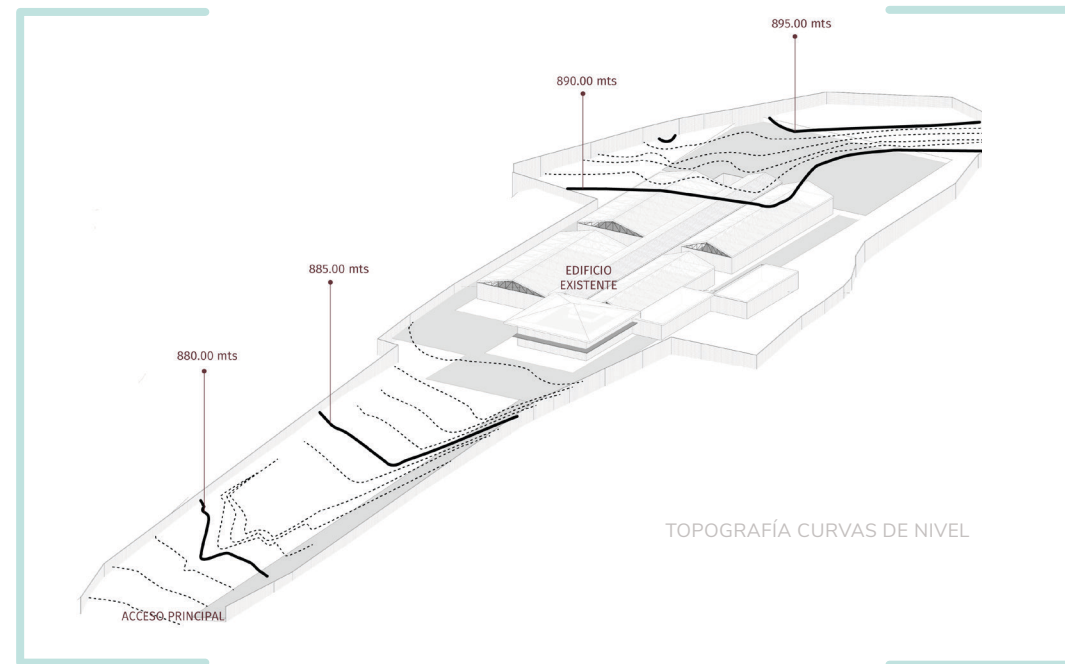 895.00 mts
890.00 mts
EDIFICIO
EXISTENTE
885.00 mts
880.00 mts
TOPOGRAFÍA CURVAS DE NIVEL
ACCESO PRINCIPAL